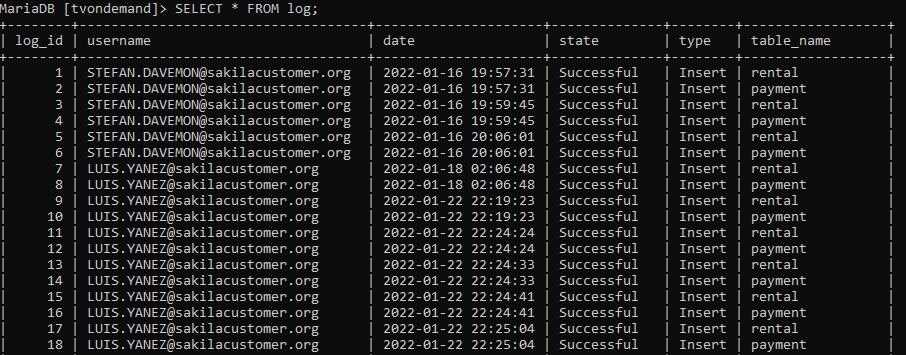 MariaDB [tvondemand]> SELECT * FROM log;
+--------+------------------------------------+---------------------+------------+--------+------------------+
| log_id | username | date | state | type | table_name |
+--------+------------------------------------+---------------------+------------+--------+------------------+
| 1 | STEFAN.DAVEMON@sakilacustomer.org | 2022-01-16 19:57:31 | Successful | Insert | rental |
| 2 | STEFAN.DAVEMON@sakilacustomer.org | 2022-01-16 19:57:31 | Successful | Insert | payment |
| 3 | STEFAN.DAVEMON@sakilacustomer.org | 2022-01-16 19:59:45 | Successful | Insert | rental |
| 4 | STEFAN.DAVEMON@sakilacustomer.org | 2022-01-16 19:59:45 | Successful | Insert | payment |
| 5 | STEFAN.DAVEMON@sakilacustomer.org | 2022-01-16 20:06:01 | Successful | Insert | rental |
| 6 | STEFAN.DAVEMON@sakilacustomer.org | 2022-01-16 20:06:01 | Successful | Insert | payment |
| 7 | LUIS.YANEZ@sakilacustomer.org | 2022-01-18 02:06:48 | Successful | Insert | rental |
| 8 | LUIS.YANEZ@sakilacustomer.org | 2022-01-18 02:06:48 | Successful | Insert | payment |
| 9 | LUIS.YANEZ@sakilacustomer.org | 2022-01-22 22:19:23 | Successful | Insert | rental |
| 10 | LUIS.YANEZ@sakilacustomer.org | 2022-01-22 22:19:23 | Successful | Insert | payment |
| 11 | LUIS.YANEZ@sakilacustomer.org | 2022-01-22 22:24:24 | Successful | Insert | rental |
| 12 | LUIS.YANEZ@sakilacustomer.org | 2022-01-22 22:24:24 | Successful | Insert | payment |
| 13 | LUIS.YANEZ@sakilacustomer.org | 2022-01-22 22:24:33 | Successful | Insert | rental |
| 14 | LUIS.YANEZ@sakilacustomer.org | 2022-01-22 22:24:33 | Successful | Insert | payment |
| 15 | LUIS.YANEZ@sakilacustomer.org | 2022-01-22 22:24:41 | Successful | Insert | rental |
| 16 | LUIS.YANEZ@sakilacustomer.org | 2022-01-22 22:24:41 | Successful | Insert | payment |
| 17 | LUIS.YANEZ@sakilacustomer.org | 2022-01-22 22:25:04 | Successful | Insert | rental |
| 18 | LUIS.YANEZ@sakilacustomer.org | 2022-01-22 22:25:04 | Successful | Insert | payment |